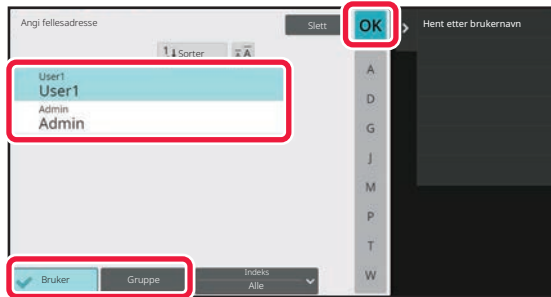 Angi fellesadresse
Slett
OK
Hent etter brukernavn
Sorter
User1
User1
Admin
Admin
A
D
G
J
M
P
T
W
Bruker
Gruppe
Indeks
Alle